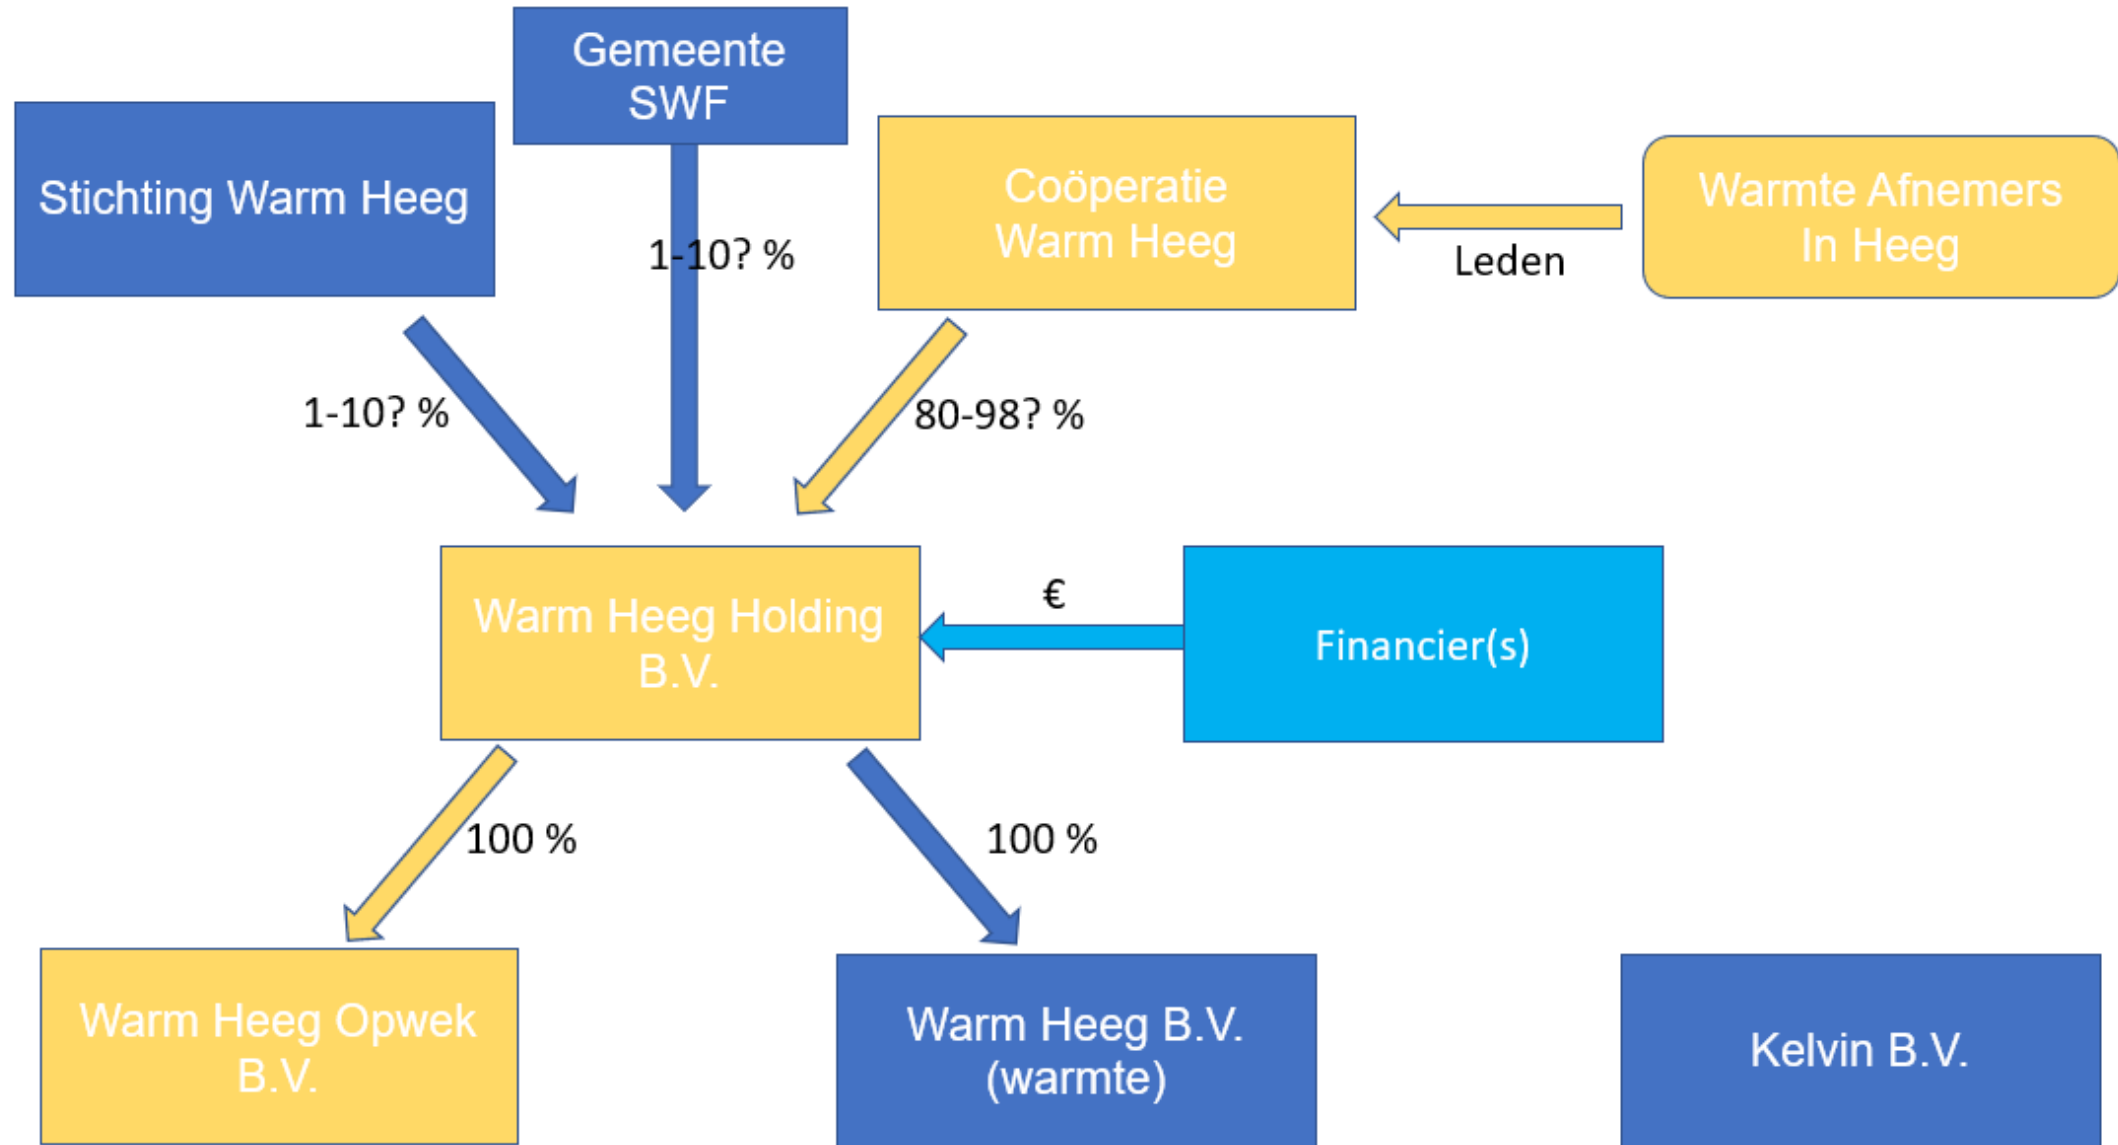 Gemeente
SWF
Stichting Warm Heeg
Coöperatie
Warm Heeg
Warmte Afnemers
In Heeg
Leden
1-10? %
1-10? %
80-98? %
Warm Heeg Holding
B.V.
€
Financier(s)
100 %
100 %
Warm Heeg Opwek
B.V.
Warm Heeg B.V.
(warmte)
Kelvin B.V.